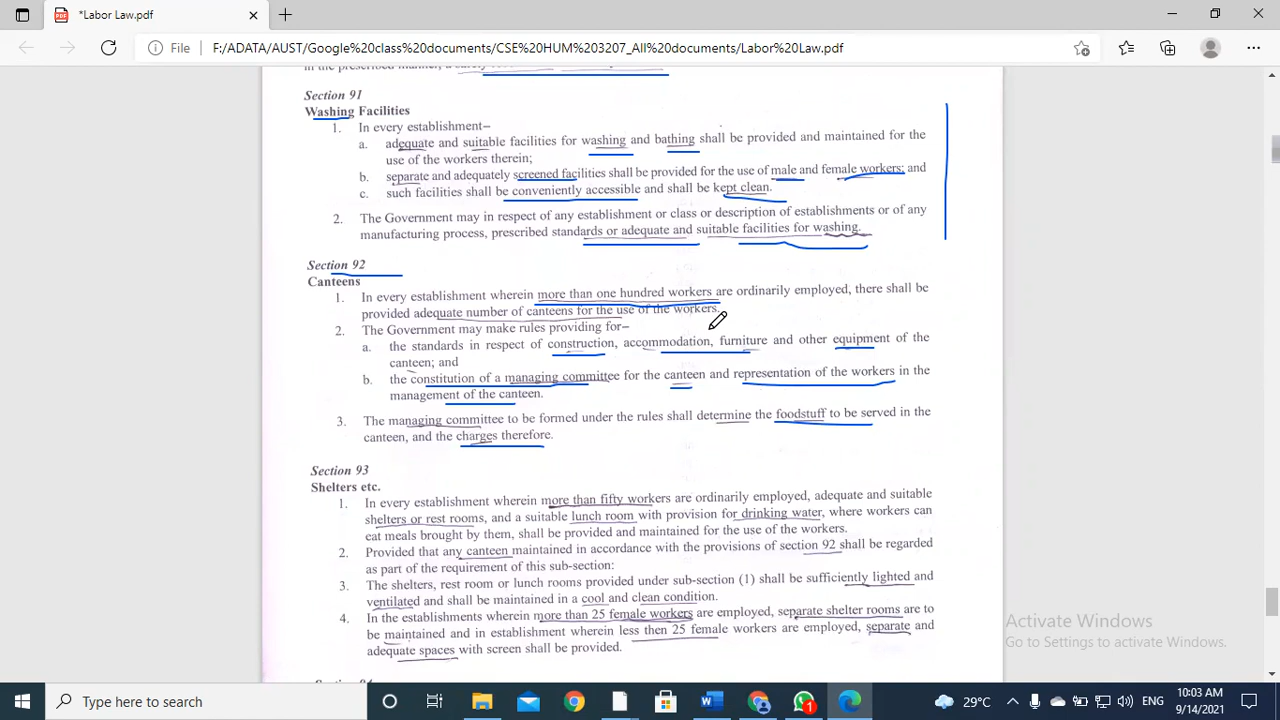 *Labor Law.pdf
File
F:/ADATA/AUST/Google%20class%20documents/CSE%20HUM%203207_All%20documents/Labor%20Law.pdf
Section 91
Washing Facilities
1. In every establishment–
a. adequate and suitable facilities for washing and bathing shall be provided and maintained for the
use of the workers therein;
b. separate and adequately screened facilities shall be provided for the use of male and female workers; and
c. such facilities shall be conveniently accessible and shall be kept clean.
2. The Government may in respect of any establishment or class or description of establishments or of any
manufacturing process, prescribed standards or adequate and suitable facilities for washing.
Section 92
Canteens
1. In every establishment wherein more than one hundred workers are ordinarily employed, there shall be
provided adequate number of canteens for the use of the workers.
2. The Government may make rules providing for–
a. the standards in respect of construction, accommodation, furniture and other equipment of the
canteen; and
b. the constitution of a managing committee for the canteen and representation of the workers in the
management of the canteen.
3. The managing committee to be formed under the rules shall determine the foodstuff to be served in the
canteen, and the charges therefore.
Section 93
Shelters etc.
1. In every establishment wherein more than fifty workers are ordinarily employed, adequate and suitable
shelters or rest rooms, and a suitable lunch room with provision for drinking water, where workers can
eat meals brought by them, shall be provided and maintained for the use of the workers.
2. Provided that any canteen maintained in accordance with the provisions of section 92 shall be regarded
as part of the requirement of this sub-section:
3. The shelters, rest room or lunch rooms provided under sub-section (1) shall be sufficiently lighted and
ventilated and shall be maintained in a cool and clean condition.
4. In the establishments wherein more than 25 female workers are employed, separate shelter rooms are to
be maintained and in establishment wherein less then 25 female workers are employed, separate and
adequate spaces with screen shall be provided.
Activate Windows
Go to Settings to activate Windows.
Type here to search
1
29°C
ENG
10:03 AM
9/14/2021